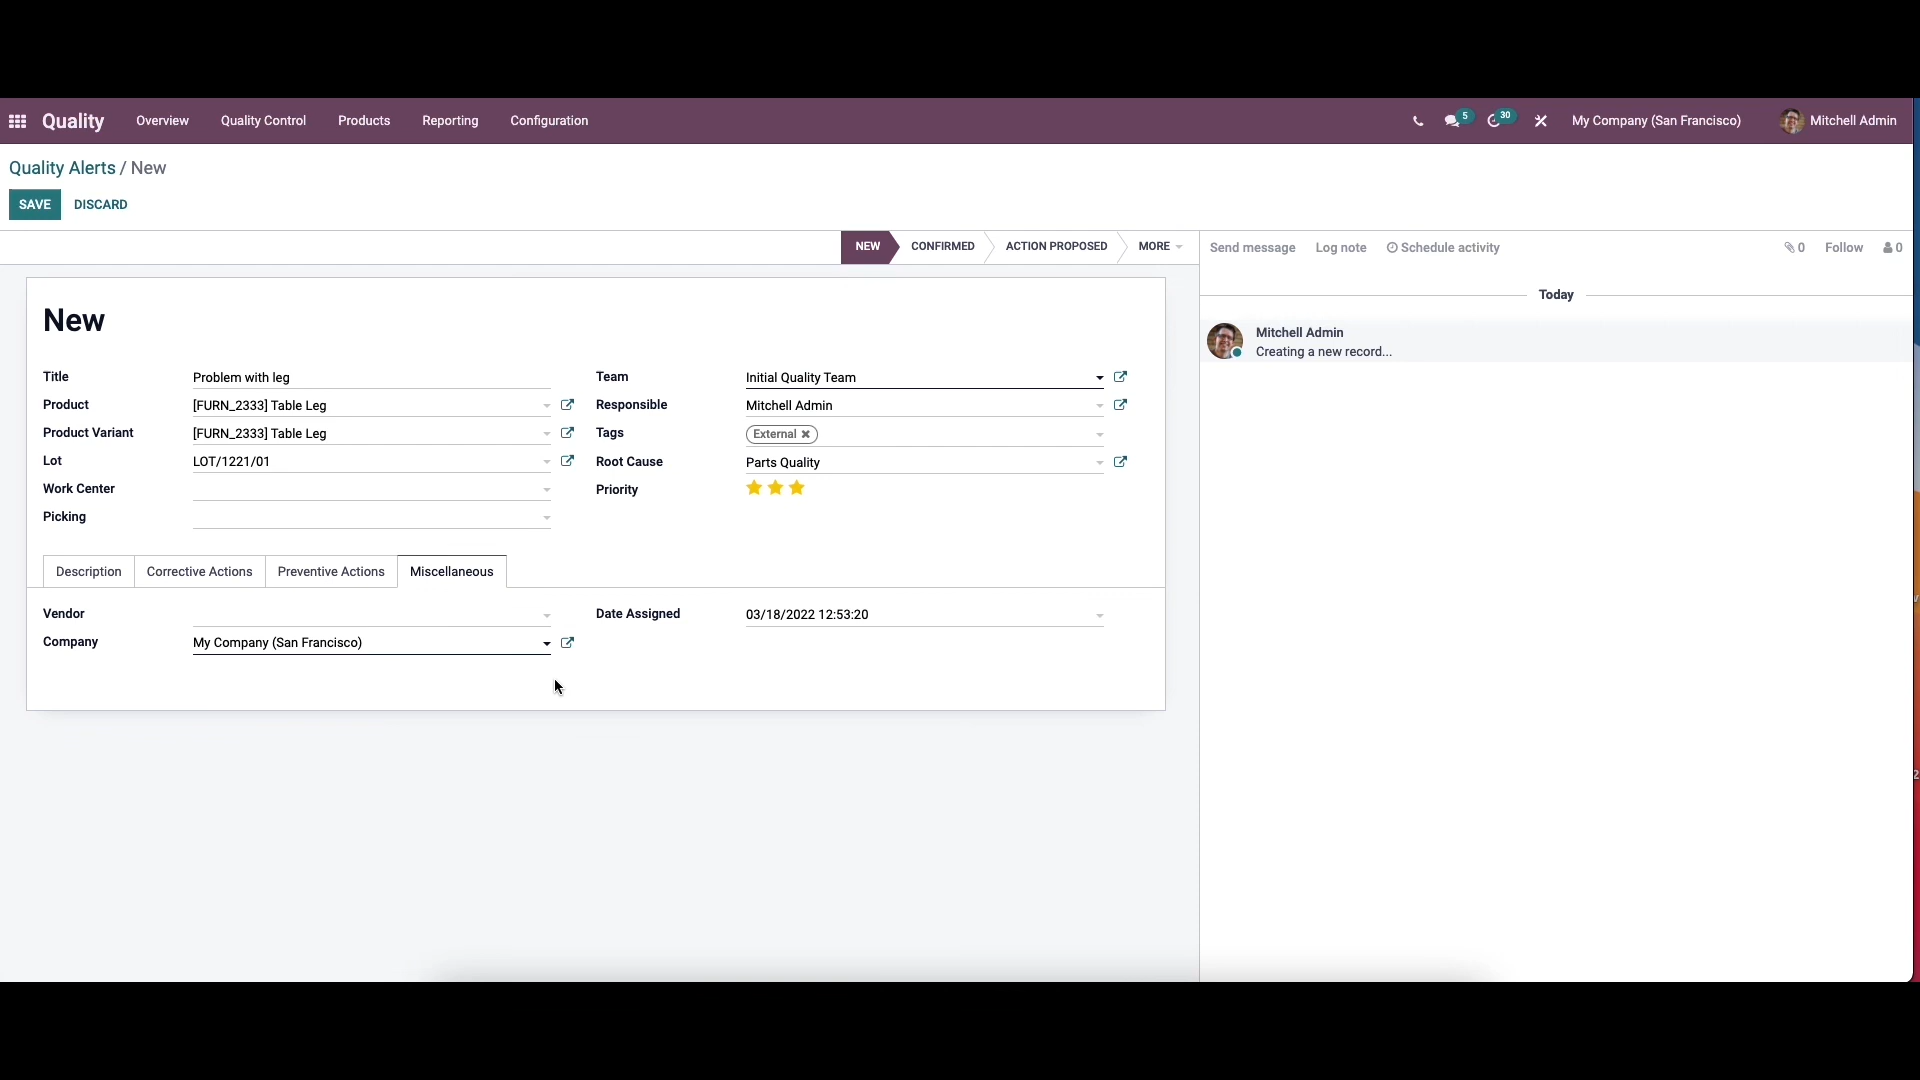 Quality Overview Quality Control Products Reporting Configuration 5 30 My Company (San Francisco) Mitchell Admin
Quality Alerts / New
SAVE DISCARD
NEW CONFIRMED ACTION PROPOSED MORE
Send message Log note Schedule activity 0 Follow 0
New
Title Problem with leg
Product [FURN_2333] Table Leg
Product Variant [FURN_2333] Table Leg
Lot LOT/1221/01
Work Center
Picking
Team Initial Quality Team
Responsible Mitchell Admin
Tags External ✖
Root Cause Parts Quality
Priority
Description Corrective Actions Preventive Actions Miscellaneous
Vendor
Company My Company (San Francisco)
Date Assigned 03/18/2022 12:53:20
Today
Mitchell Admin
Creating a new record...